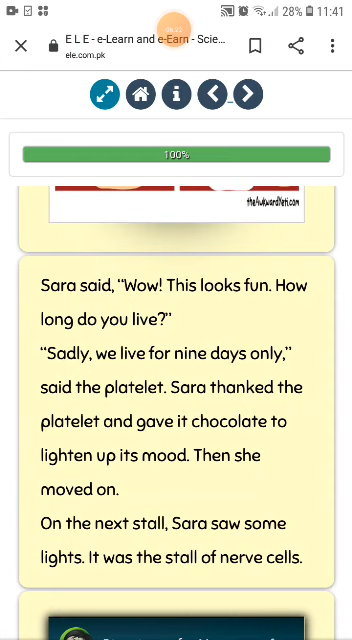 28% 11:41
E L E - e-Learn and e-Earn - Scie...
ele.com.pk
100%
theAwkwardYeti.com
Sara said, “Wow! This looks fun. How
long do you live?”
“Sadly, we live for nine days only,”
said the platelet. Sara thanked the
platelet and gave it chocolate to
lighten up its mood. Then she
moved on.
On the next stall, Sara saw some
lights. It was the stall of nerve cells.